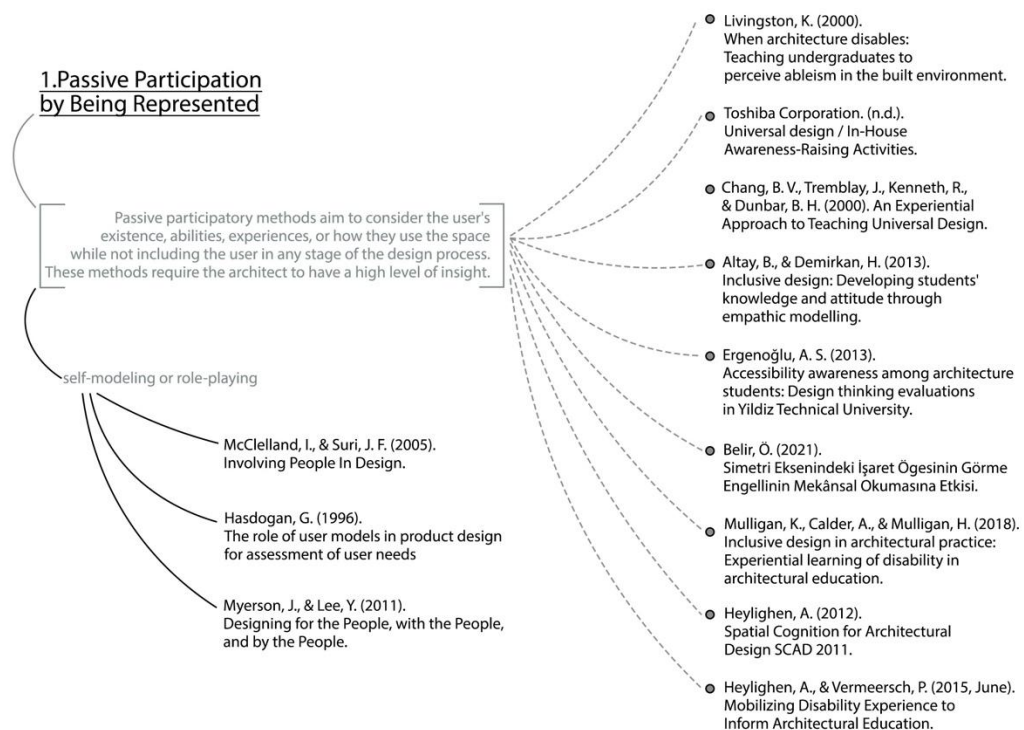 1.Passive Participation
by Being Represented
Passive participatory methods aim to consider the user's
existence, abilities, experiences, or how they use the space
while not including the user in any stage of the design process.
These methods require the architect to have a high level of insight.
self-modeling or role-playing
McClelland, I., & Suri, J. F. (2005).
Involving People In Design.
Hasdogan, G. (1996).
The role of user models in product design
for assessment of user needs
Myerson, J., & Lee, Y. (2011).
Designing for the People, with the People,
and by the People.
Livingston, K. (2000).
When architecture disables:
Teaching undergraduates to
perceive ableism in the built environment.
Toshiba Corporation. (n.d.).
Universal design / In-House
Awareness-Raising Activities.
Chang, B. V., Tremblay, J., Kenneth, R.,
& Dunbar, B. H. (2000). An Experiential
Approach to Teaching Universal Design.
Altay, B., & Demirkan, H. (2013).
Inclusive design: Developing students'
knowledge and attitude through
empathic modelling.
Ergenoğlu, A. S. (2013).
Accessibility awareness among architecture
students: Design thinking evaluations
in Yildiz Technical University.
Belir, Ö. (2021).
Simetri Eksenindeki İşaret Ögesinin Görme
Engellinin Mekânsal Okumasına Etkisi.
Mulligan, K., Calder, A., & Mulligan, H. (2018).
Inclusive design in architectural practice:
Experiential learning of disability in
architectural education.
Heylighen, A. (2012).
Spatial Cognition for Architectural
Design SCAD 2011.
Heylighen, A., & Vermeersch, P. (2015, June).
Mobilizing Disability Experience to
Inform Architectural Education.